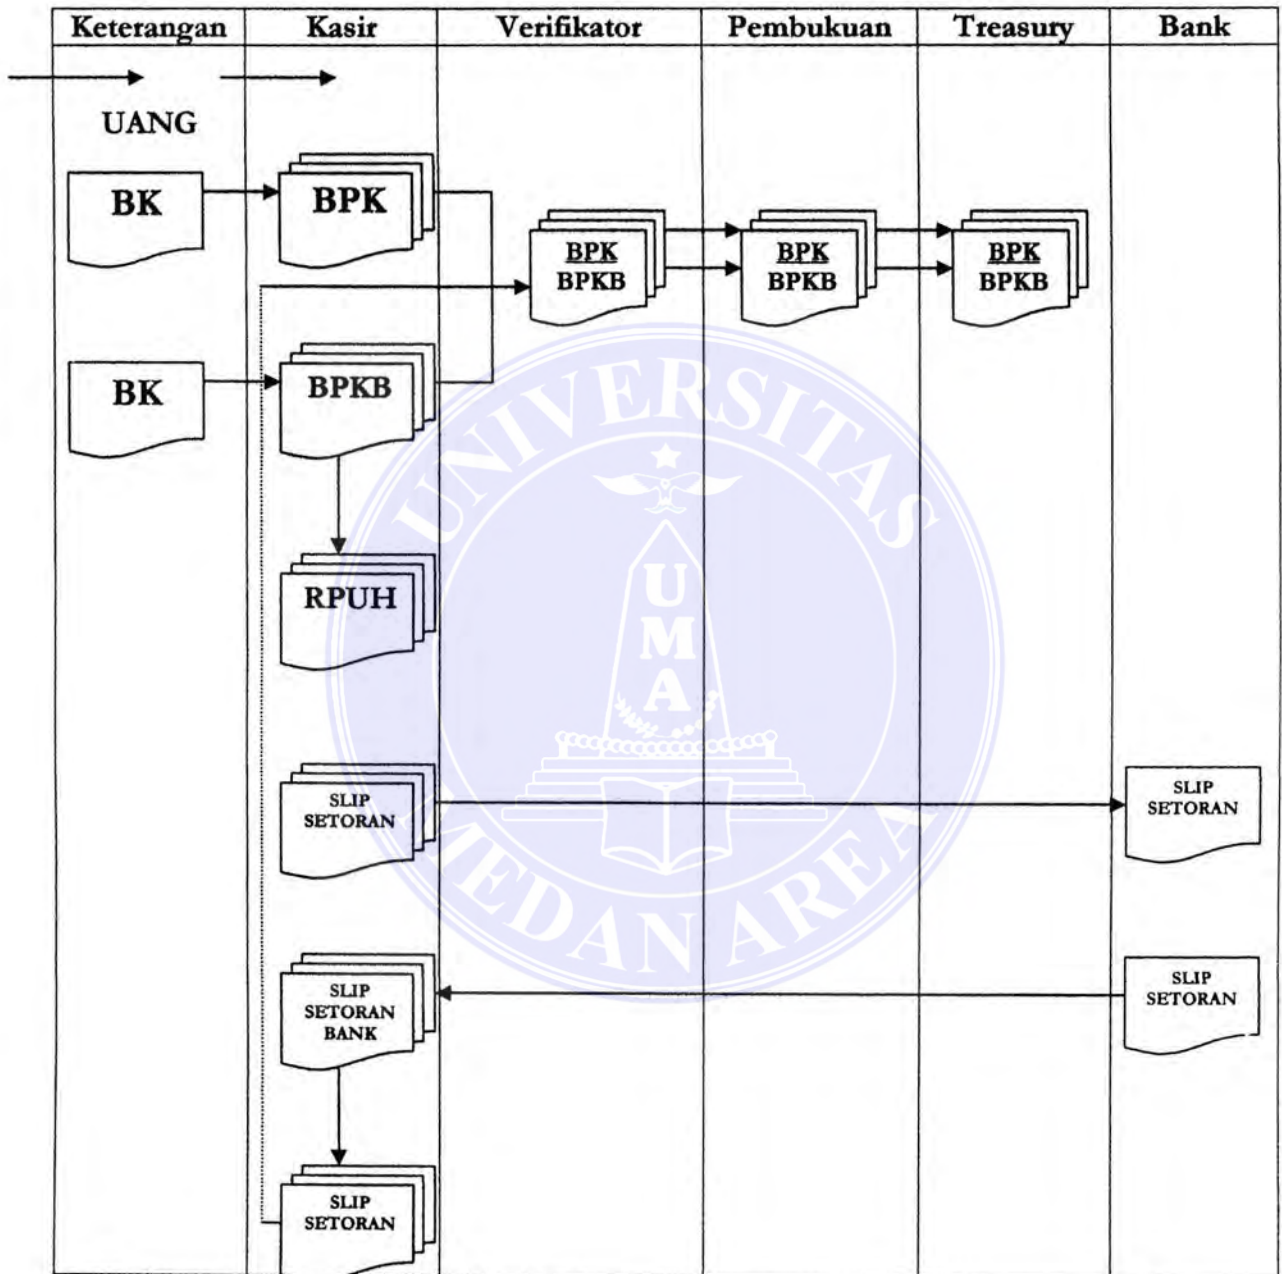 Keterangan Kasir Verifikator Pembukuan Treasury Bank
UANG
BK
BPK
BPK
BPKB
BPK
BPKB
BPK
BPKB
BK
BPKB
RPUH
SLIP
SETORAN
SLIP
SETORAN
SLIP
SETORAN
BANK
SLIP
SETORAN
SLIP
SETORAN
UNIVERSITAS
UMA
MEDAN AREA